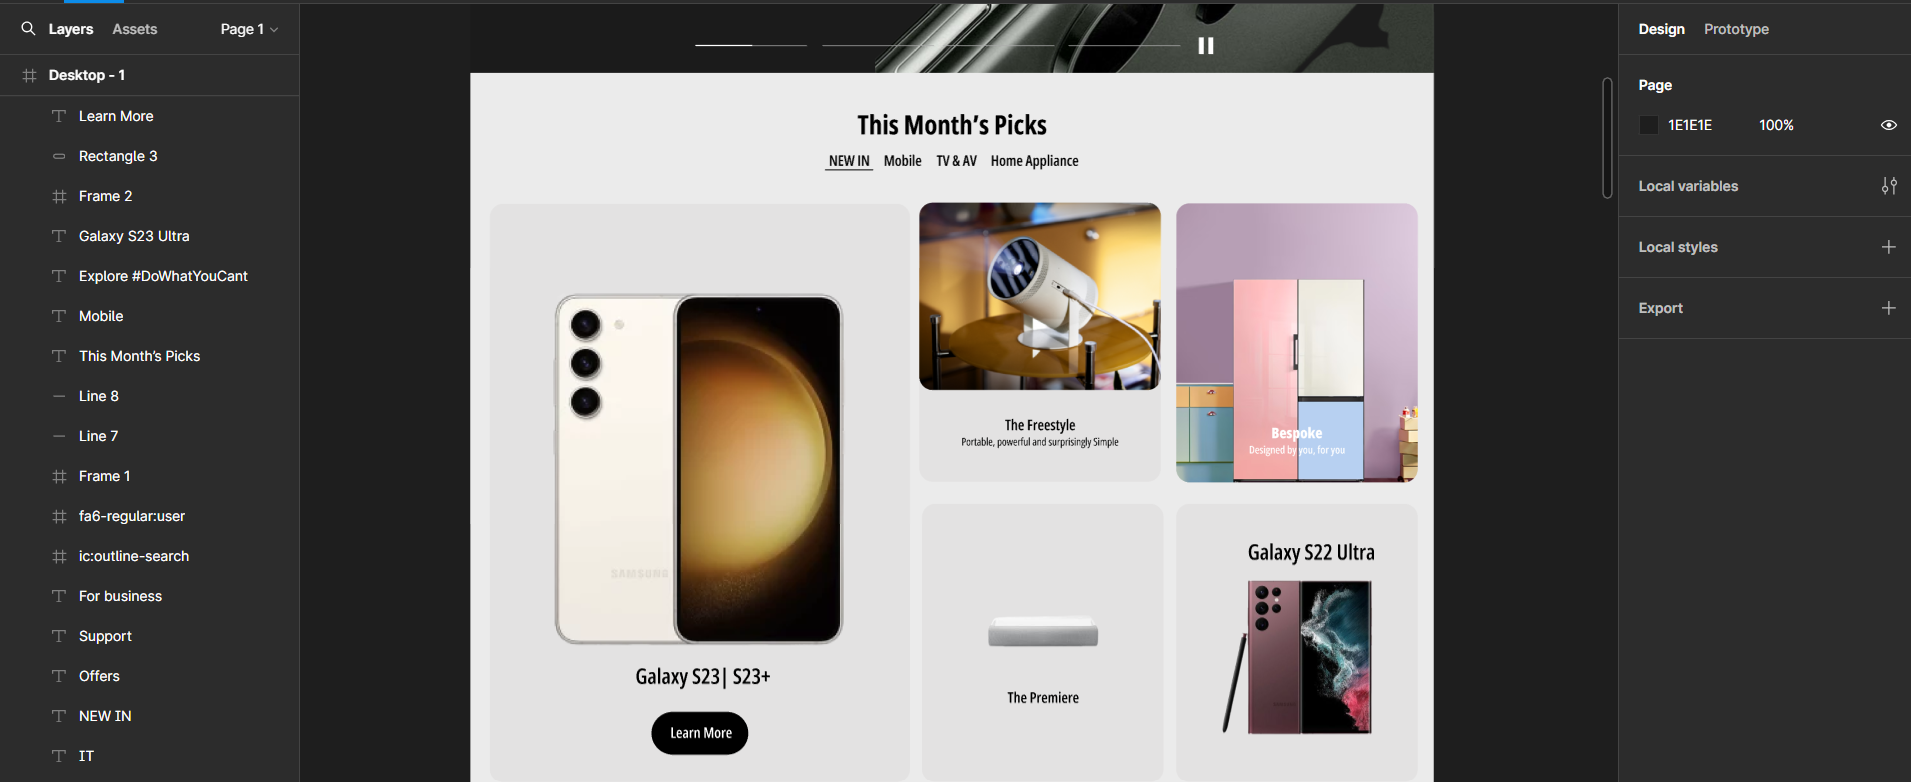 Layers
Assets
Page 1
Design
Prototype
Desktop - 1
Learn More
Rectangle 3
Frame 2
Galaxy S23 Ultra
Explore #DoWhatYouCant
Mobile
This Month's Picks
Line 8
Line 7
Frame 1
fa6-regular:user
ic:outline-search
For business
Support
Offers
NEW IN
IT
This Month's Picks
NEW IN Mobile TV & AV Home Appliance
SAMSUNG
Galaxy S23| S23+
Learn More
The Freestyle
Portable, powerful and surprisingly Simple
Bespoke
Designed by you, for you
The Premiere
Galaxy S22 Ultra
Page
1E1E1E 100%
Local variables
Local styles
Export